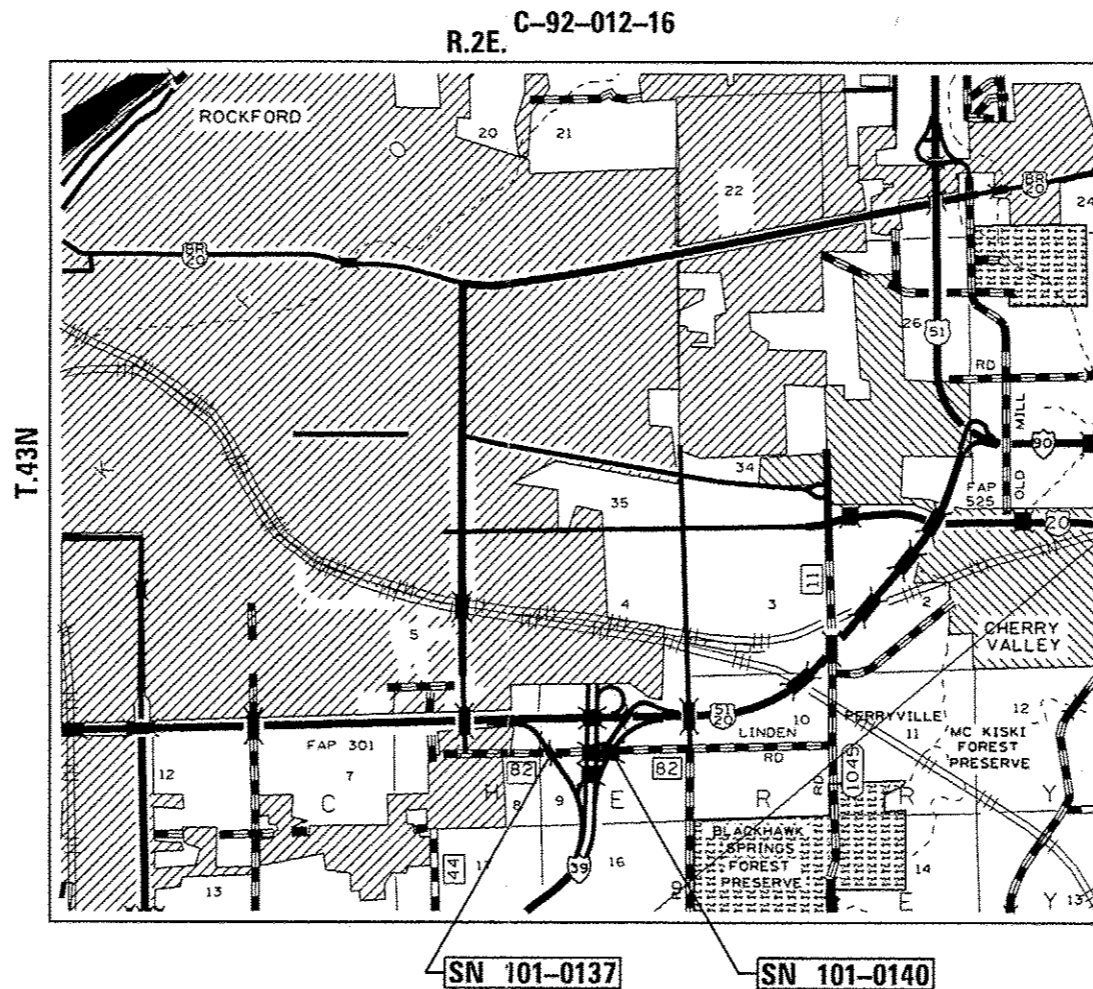 C-92-012-16
R.2E.
T.43N
ROCKFORD
20
21
22
24
BR
20
BR
20
26
51
RD
MILL
OLD
90
34
35
FAP
525
20
11
4
3
2
5
CHERRY
VALLEY
51
20
10
LINDEN
RD
PERRYVILLE
11
12
MC KISKI
FOREST
PRESERVE
FAP 301
12
7
82
82
RD
1045
C H E R R Y
8
9
BLACKHAWK
SPRINGS
FOREST
PRESERVE
44
17
16
39
13
14
RD
E
Y
13
SN 101-0137
SN 101-0140